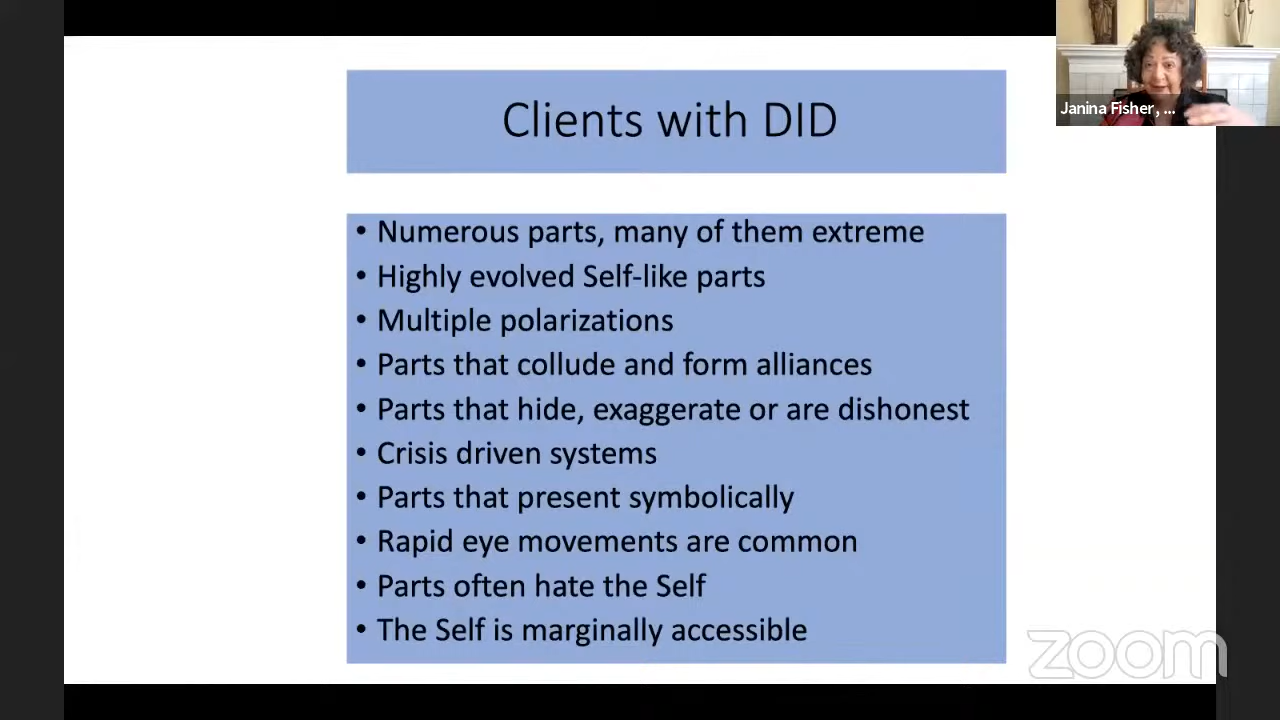 Janina Fisher, ...
Clients with DID
• Numerous parts, many of them extreme
• Highly evolved Self-like parts
• Multiple polarizations
• Parts that collude and form alliances
• Parts that hide, exaggerate or are dishonest
• Crisis driven systems
• Parts that present symbolically
• Rapid eye movements are common
• Parts often hate the Self
• The Self is marginally accessible
zoom